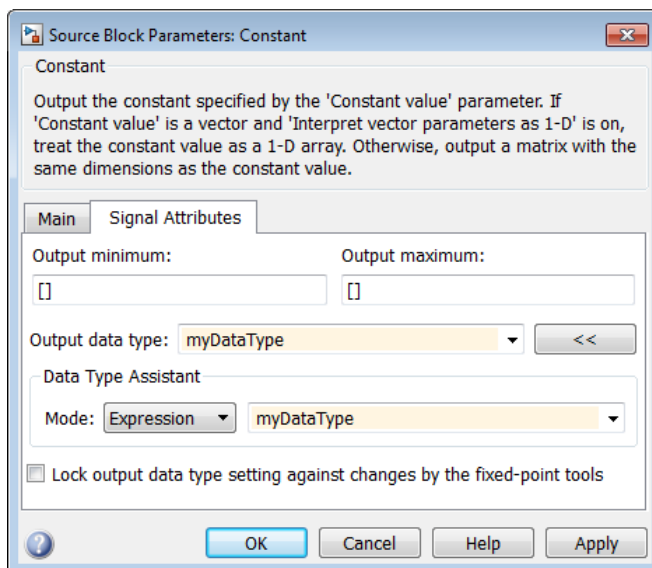 Source Block Parameters: Constant
Constant
Output the constant specified by the 'Constant value' parameter. If
'Constant value' is a vector and 'Interpret vector parameters as 1-D' is on,
treat the constant value as a 1-D array. Otherwise, output a matrix with the
same dimensions as the constant value.
Main Signal Attributes
Output minimum: Output maximum:
[] []
Output data type: myDataType <<
Data Type Assistant
Mode: Expression myDataType
Lock output data type setting against changes by the fixed-point tools
? OK Cancel Help Apply